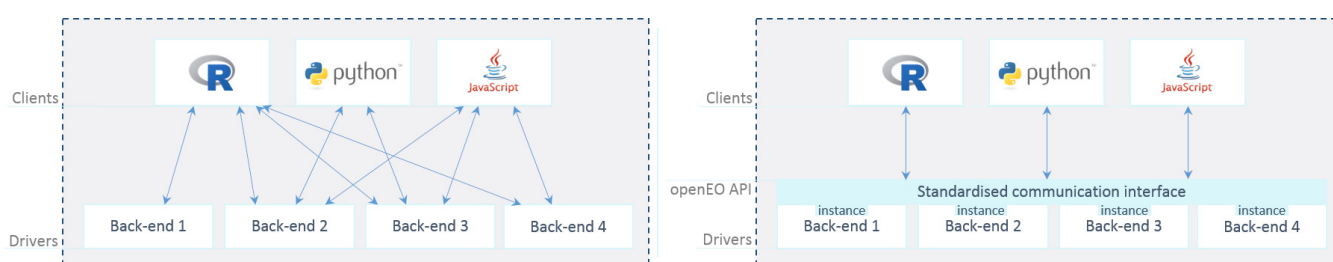 R
python™
JavaScript
Clients
Back-end 1
Back-end 2
Back-end 3
Back-end 4
Drivers
R
python™
JavaScript
Clients
openEO API
Standardised communication interface
instance
instance
instance
instance
Back-end 1
Back-end 2
Back-end 3
Back-end 4
Drivers